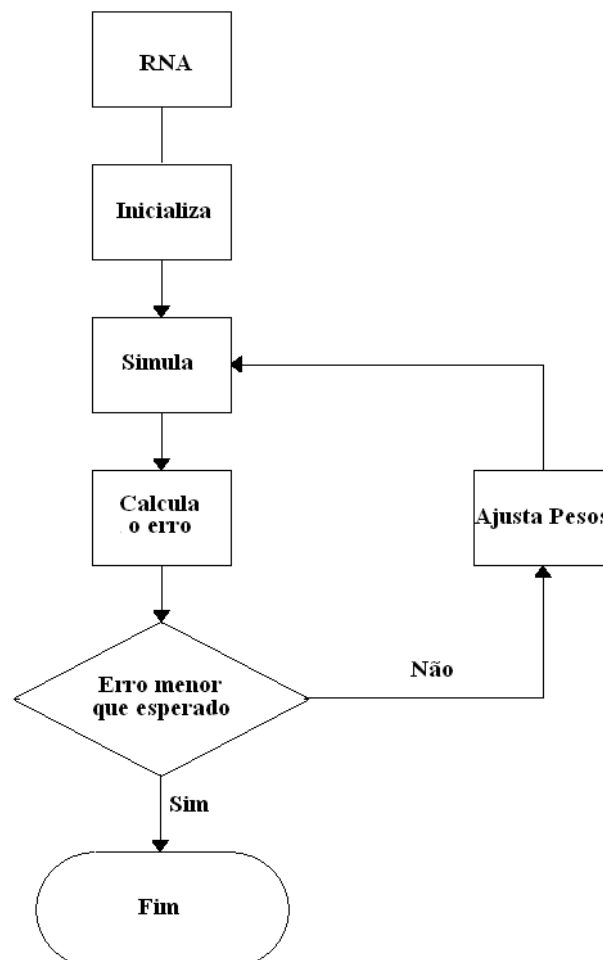 RNA
Inicializa
Simula
Calcula
o erro
Ajusta Pesos
Erro menor
que esperado
Não
Sim
Fim